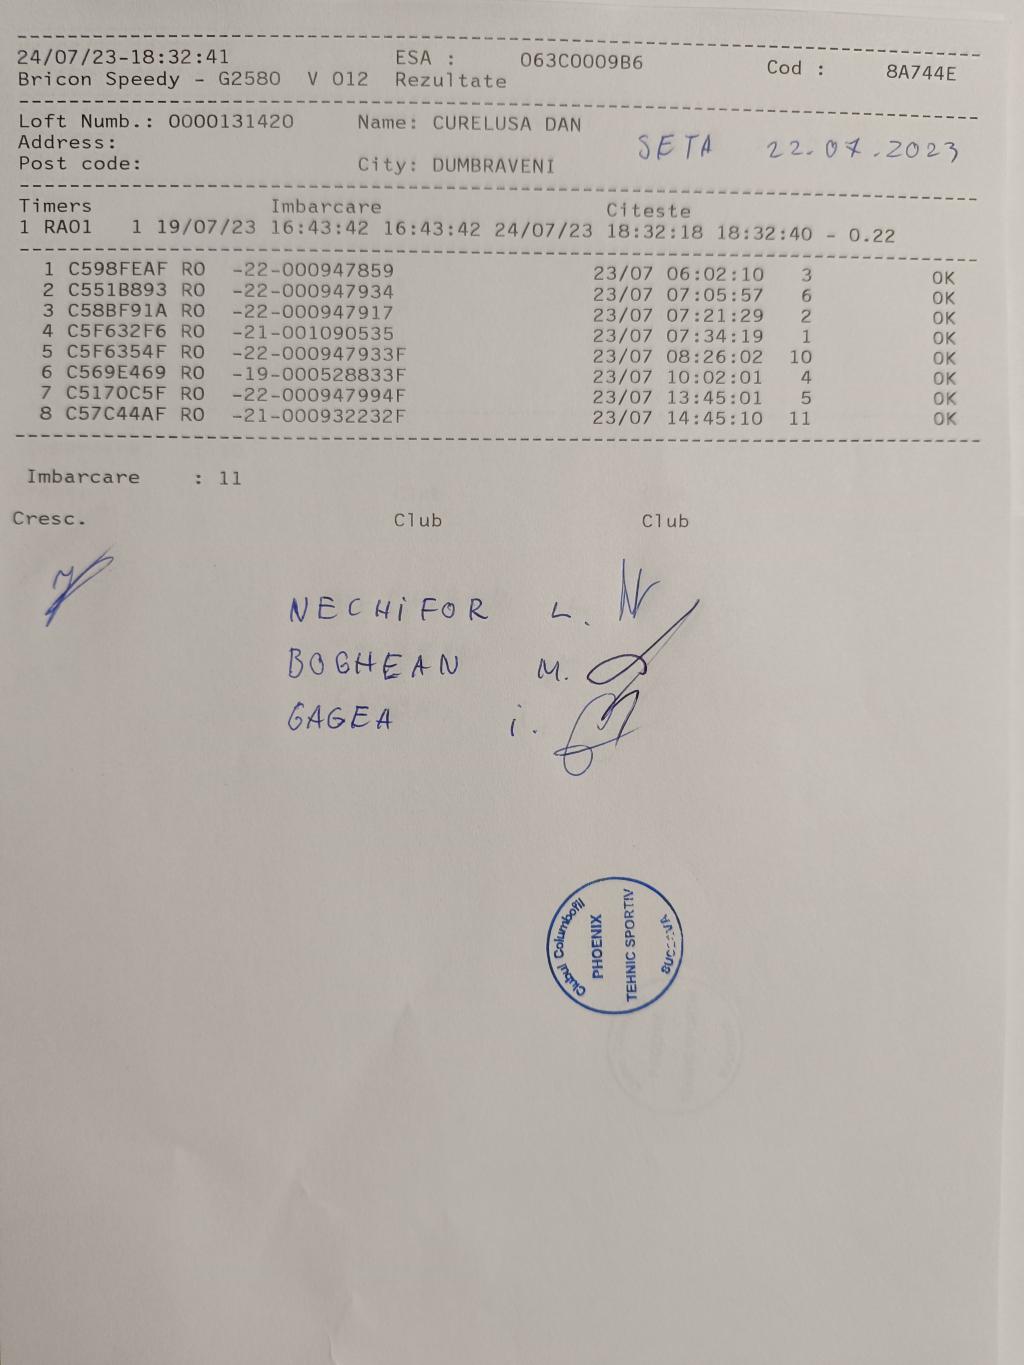 24/07/23-18:32:41 ESA : 063C0009B6 Cod : 8A744E
Bricon Speedy - G2580 V 012 Rezultate
Loft Numb.: 0000131420 Name: CURELUSA DAN
Address: SETA 22.07.2023
Post code: City: DUMBRAVENI
Timers Imbarcare Citeste
1 RA01 1 19/07/23 16:43:42 16:43:42 24/07/23 18:32:18 18:32:40 - 0.22
1 C598FEAF RO -22-000947859 23/07 06:02:10 3 OK
2 C551B893 RO -22-000947934 23/07 07:05:57 6 OK
3 C58BF91A RO -22-000947917 23/07 07:21:29 2 OK
4 C5F632F6 RO -21-001090535 23/07 07:34:19 1 OK
5 C5F6354F RO -22-000947933F 23/07 08:26:02 10 OK
6 C569E469 RO -19-000528833F 23/07 10:02:01 4 OK
7 C5170C5F RO -22-000947994F 23/07 13:45:01 5 OK
8 C57C44AF RO -21-000932232F 23/07 14:45:10 11 OK
Imbarcare : 11
Cresc. Club Club
NECHIFOR L.
BOGHEAN M.
GAGEA i.
Clubul Columbofil
PHOENIX
TEHNIC SPORTIV
SUCEAVA